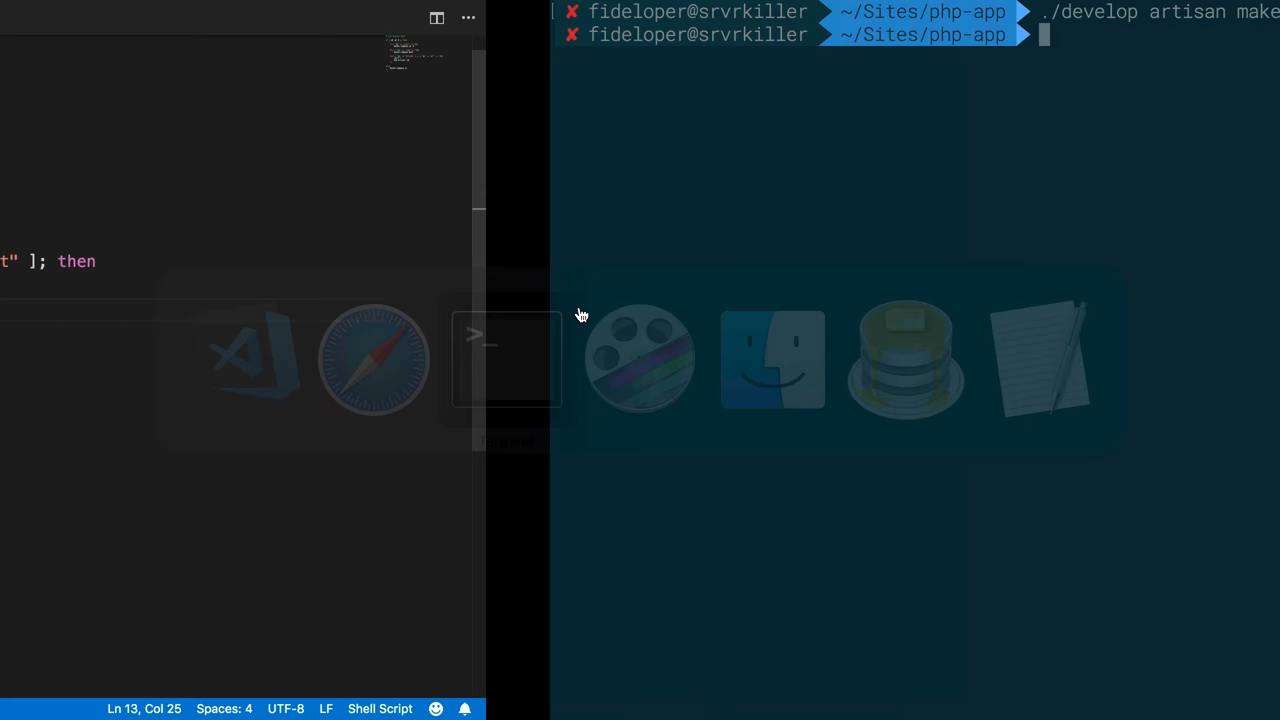 ✘ fideloper@srvrkiller ~/Sites/php-app ./develop artisan make
✘ fideloper@srvrkiller ~/Sites/php-app
t" ]; then
>_
Ln 13, Col 25 Spaces: 4 UTF-8 LF Shell Script